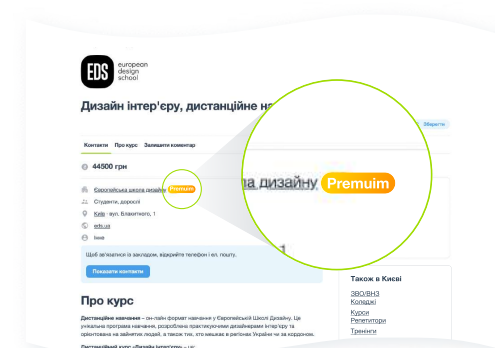 EDS european
design
school
Дизайн інтер'єру, дистанційне на
Зберегти
Контакти Про курс Залишити коментар
44500 грн
Європейська школа дизайну Premuim
ла дизайну Premuim
Студенти, дорослі
Київ · вул. Блакитного, 1
1
eds.ua
Інше
Щоб зв'язатися із закладом, відкрийте телефон і ел. пошту.
Показати контакти
Також в Києві
ЗВО/ВНЗ
Коледжі
Курси
Репетитори
Тренінги
Про курс
Дистанційне навчання – он-лайн формат навчання у Європейській Школі Дизайну. Це
унікальна програма навчання, розроблена практикуючими дизайнерами інтер'єру та
орієнтована на зайнятих людей, а також тих, хто мешкає в регіонах України чи за кордоном.
Дистанційний курс «Дизайн інтер'єру» – це: